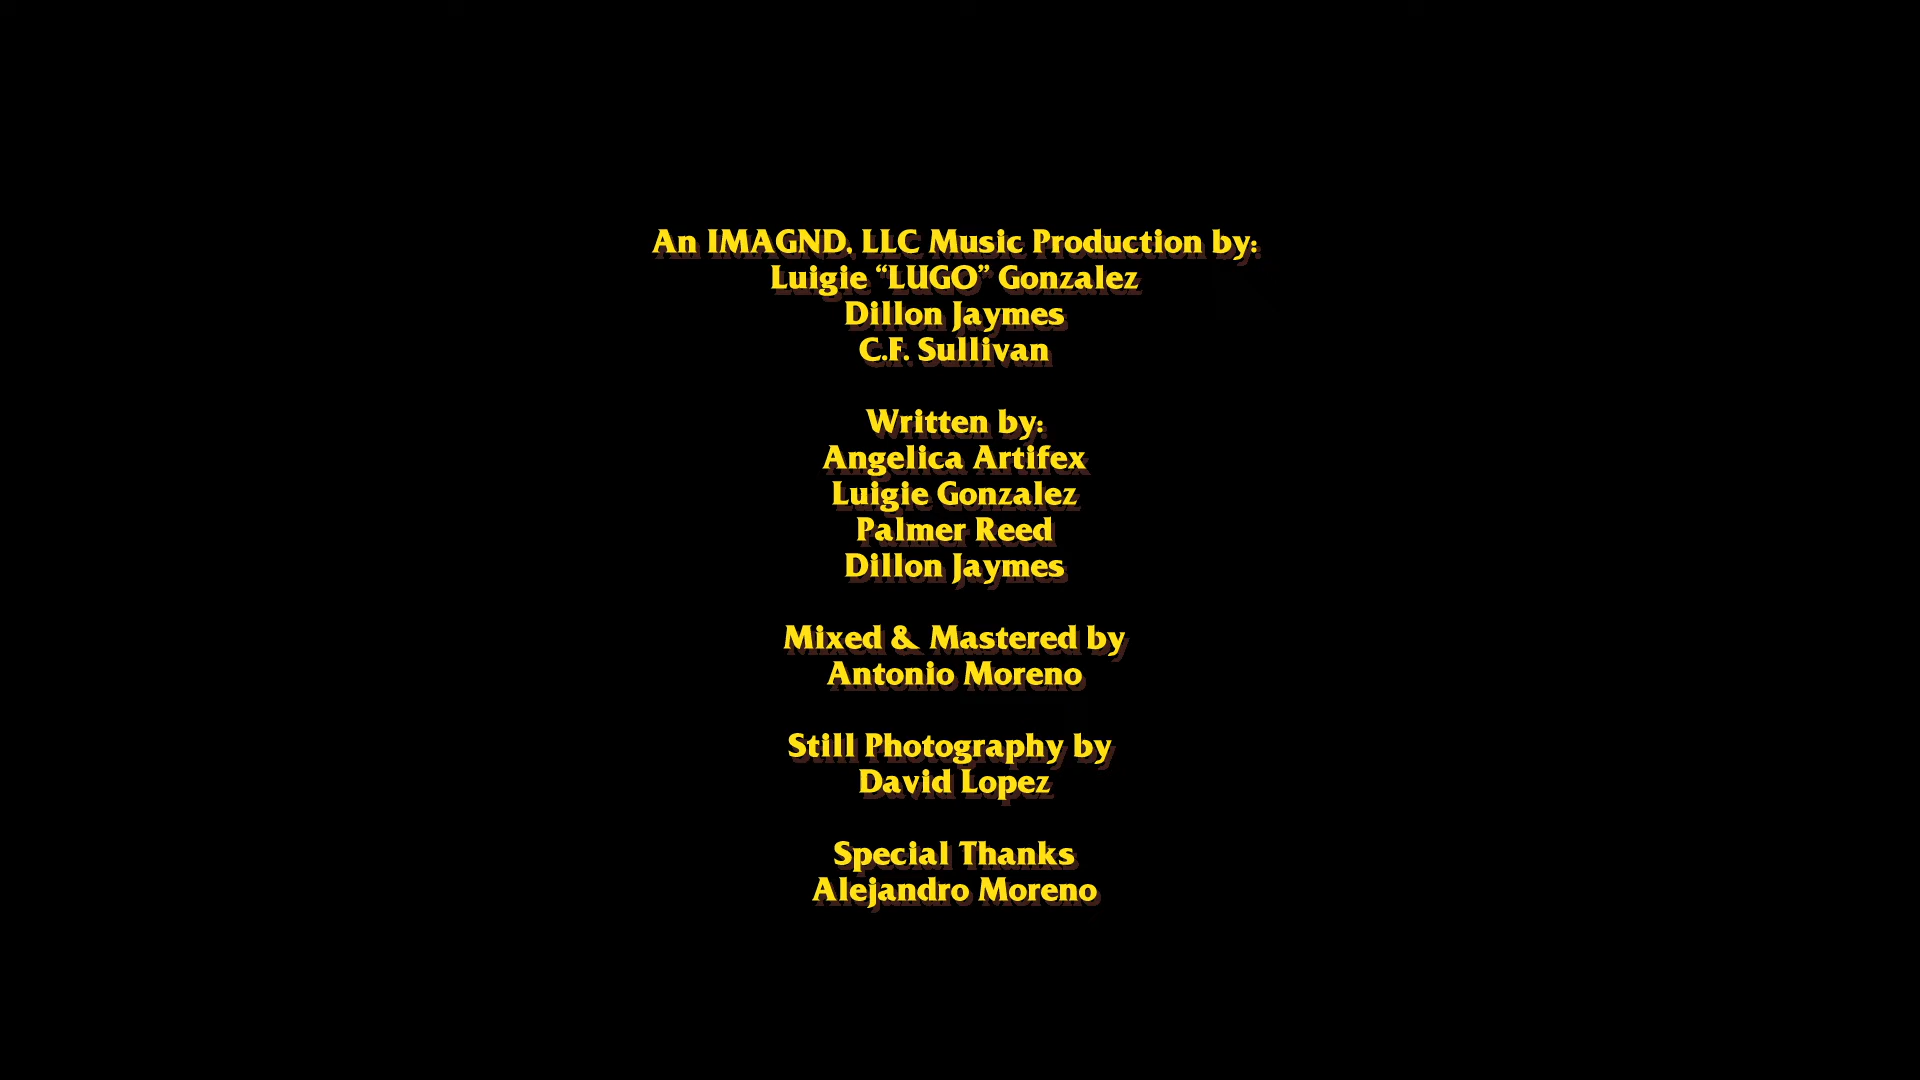 An IMAGND, LLC Music Production by:
Luigie “LUGO” Gonzalez
Dillon Jaymes
C.F. Sullivan
Written by:
Angelica Artifex
Luigie Gonzalez
Palmer Reed
Dillon Jaymes
Mixed & Mastered by
Antonio Moreno
Still Photography by
David Lopez
Special Thanks
Alejandro Moreno